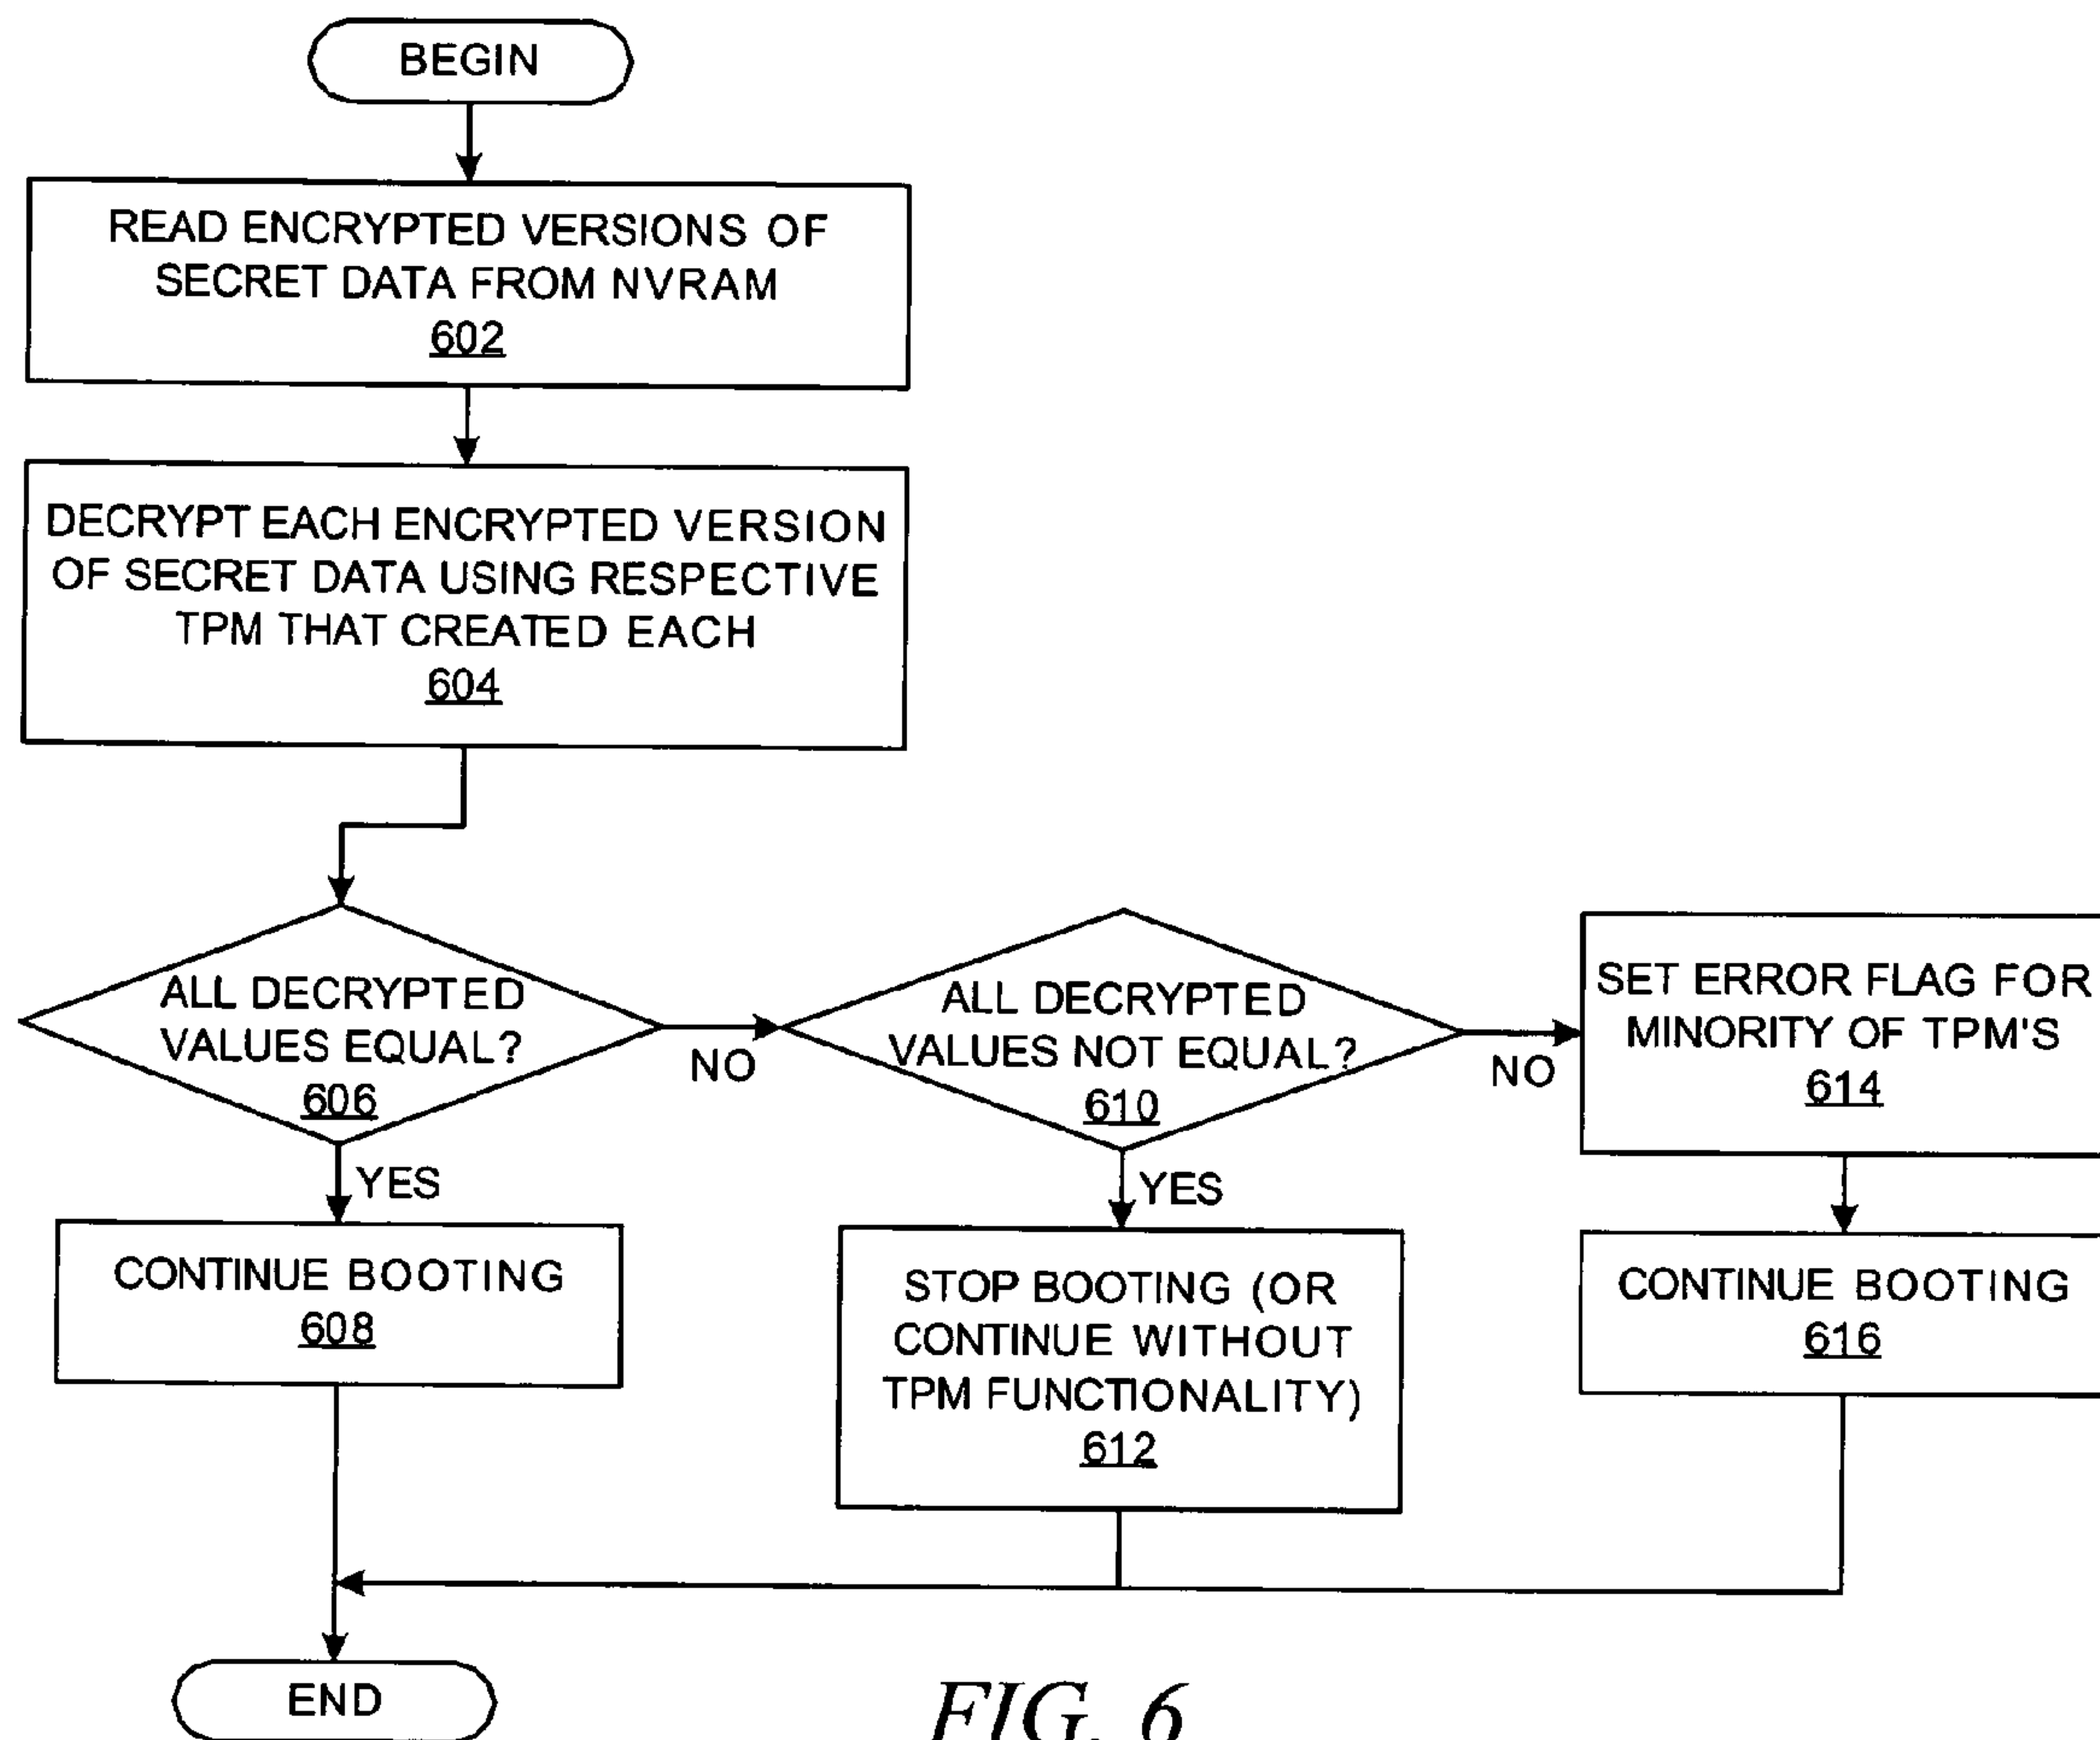 BEGIN
READ ENCRYPTED VERSIONS OF
SECRET DATA FROM NVRAM
602
DECRYPT EACH ENCRYPTED VERSION
OF SECRET DATA USING RESPECTIVE
TPM THAT CREATED EACH
604
ALL DECRYPTED
VALUES EQUAL?
606
NO
YES
ALL DECRYPTED
VALUES NOT EQUAL?
610
NO
YES
SET ERROR FLAG FOR
MINORITY OF TPM'S
614
CONTINUE BOOTING
608
STOP BOOTING (OR
CONTINUE WITHOUT
TPM FUNCTIONALITY)
612
CONTINUE BOOTING
616
END
FIG. 6